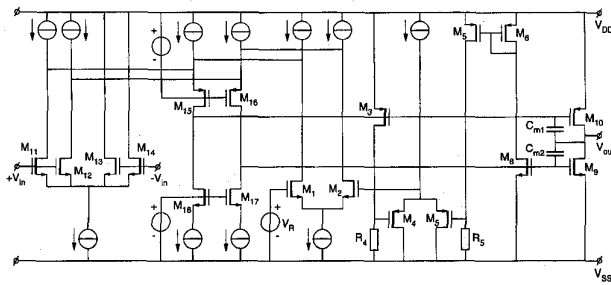 V_DD
M_5
M_6
M_15
M_16
M_3
M_10
C_m1
V_ou
C_m2
M_11
M_12
M_13
M_14
+V_in
-V_in
M_8
M_9
M_18
M_17
M_1
M_2
V_R
M_4
M_5
R_4
R_5
V_SS
+
-
+
-
+
-